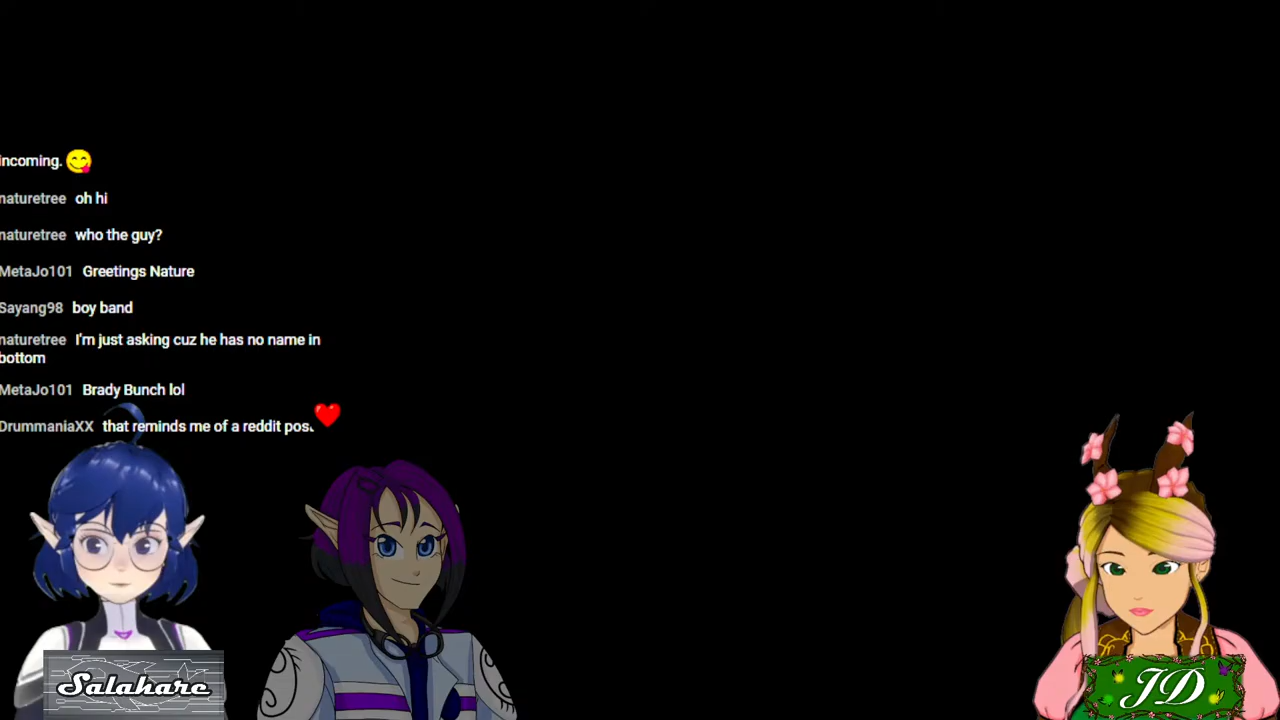 incoming. 😋
naturetree oh hi
naturetree who the guy?
MetaJo101 Greetings Nature
Sayang98 boy band
naturetree I'm just asking cuz he has no name in
bottom
MetaJo101 Brady Bunch lol
DrummaniaXX that reminds me of a reddit
Salahare
JD